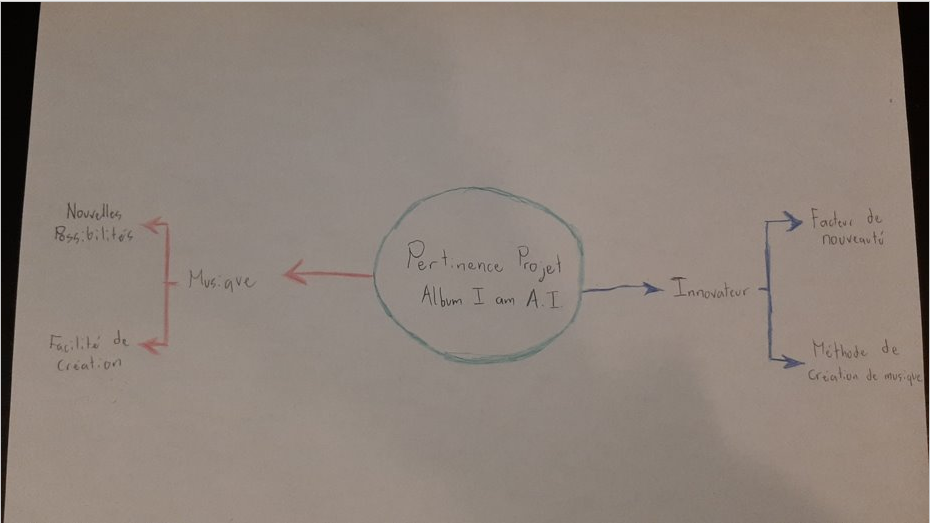 Pertinence Projet
Album I am A.I
Musique
Nouvelles
Possibilités
Facilité de
Création
Innovateur
Facteur de
nouveauté
Méthode de
Création de musique